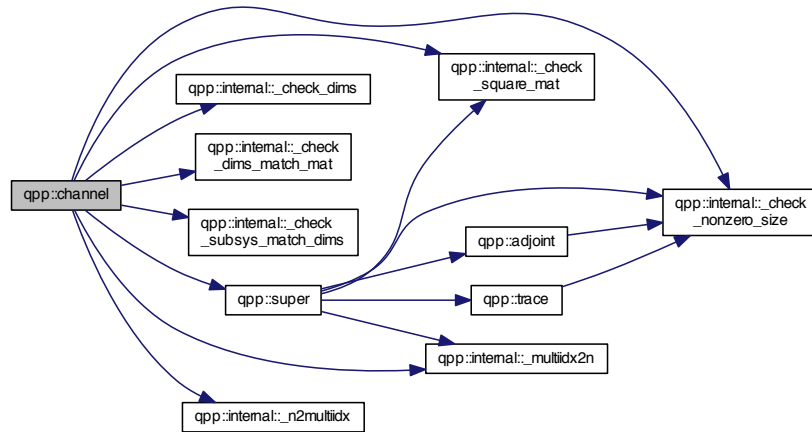 qpp::channel
qpp::internal::_check_dims
qpp::internal::_check
_dims_match_mat
qpp::internal::_check
_subsys_match_dims
qpp::super
qpp::internal::_n2multiidx
qpp::internal::_check
_square_mat
qpp::adjoint
qpp::trace
qpp::internal::_multiidx2n
qpp::internal::_check
_nonzero_size